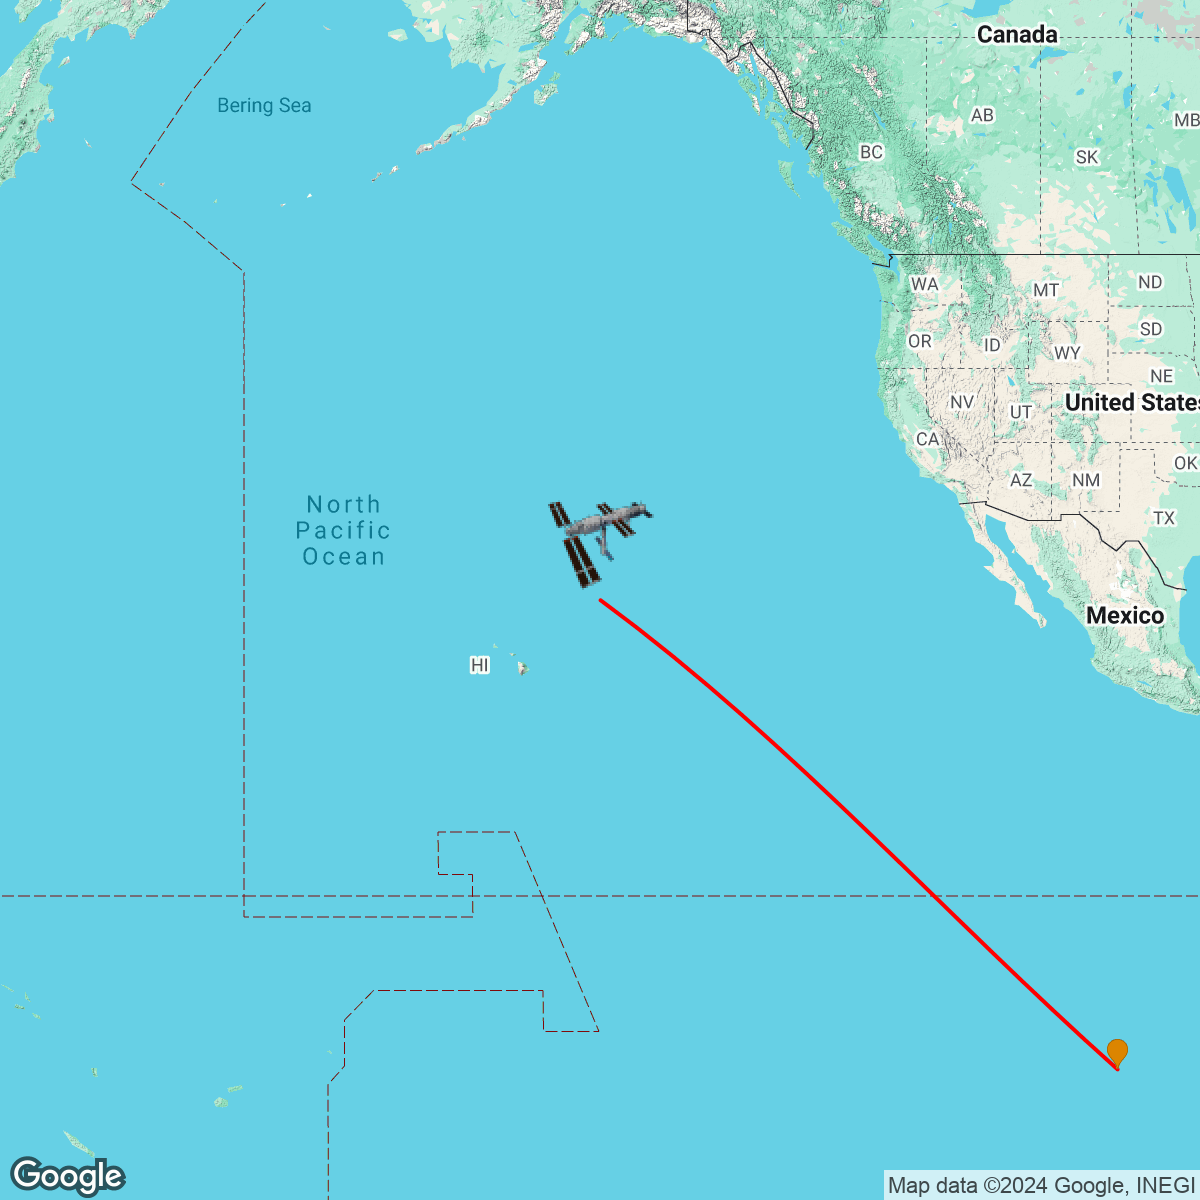 Canada
Bering Sea
AB
MB
BC
SK
WA
MT
ND
OR
ID
SD
WY
NE
NV
UT
United States
CA
OK
AZ
NM
North
Pacific
Ocean
TX
Mexico
HI
Google
Map data ©2024 Google, INEGI